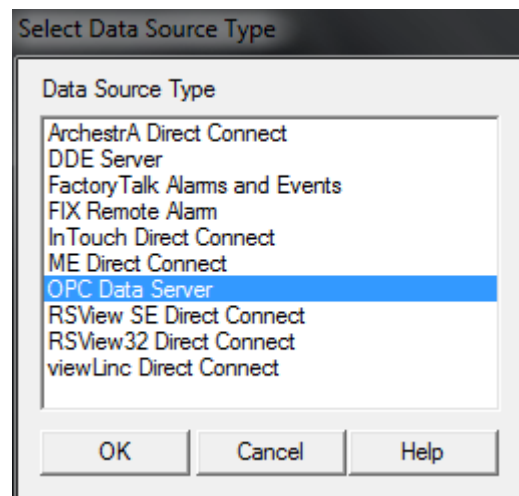 Select Data Source Type
Data Source Type
ArchestrA Direct Connect
DDE Server
FactoryTalk Alarms and Events
FIX Remote Alarm
InTouch Direct Connect
ME Direct Connect
OPC Data Server
RSView SE Direct Connect
RSView32 Direct Connect
viewLinc Direct Connect
OK Cancel Help